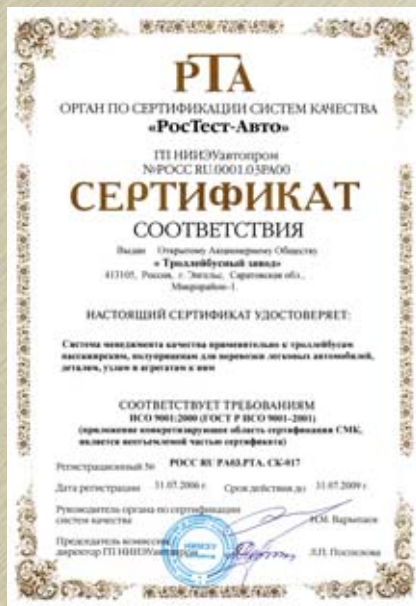 РТА
ОРГАН ПО СЕРТИФИКАЦИИ СИСТЕМ КАЧЕСТВА
«РосТест-Авто»
ГП НИИЭУавтопром
№РОСС RU.0001.03РА00
СЕРТИФИКАТ
СООТВЕТСТВИЯ
Выдан Открытому Акционерному Обществу
« Троллейбусный завод»
413105, Россия, г. Энгельс, Саратовская обл.,
Микрорайон-1.
НАСТОЯЩИЙ СЕРТИФИКАТ УДОСТОВЕРЯЕТ:
Система менеджмента качества применительно к троллейбусам
пассажирским, полуприцепам для перевозки легковых автомобилей,
деталям, узлам и агрегатам к ним
СООТВЕТСТВУЕТ ТРЕБОВАНИЯМ
ИСО 9001:2000 (ГОСТ Р ИСО 9001-2001)
(приложение конкретизирующее область сертификации СМК,
является неотъемлемой частью сертификата)
Регистрационный № РОСС RU РА03.РТА. СК-017
Дата регистрации 31.07.2006 г. Срок действия до 31.07.2009 г.
Руководитель органа по сертификации
систем качества
Председатель комиссии,
директор ГП НИИЭУавтопром Л.П. Поспелова